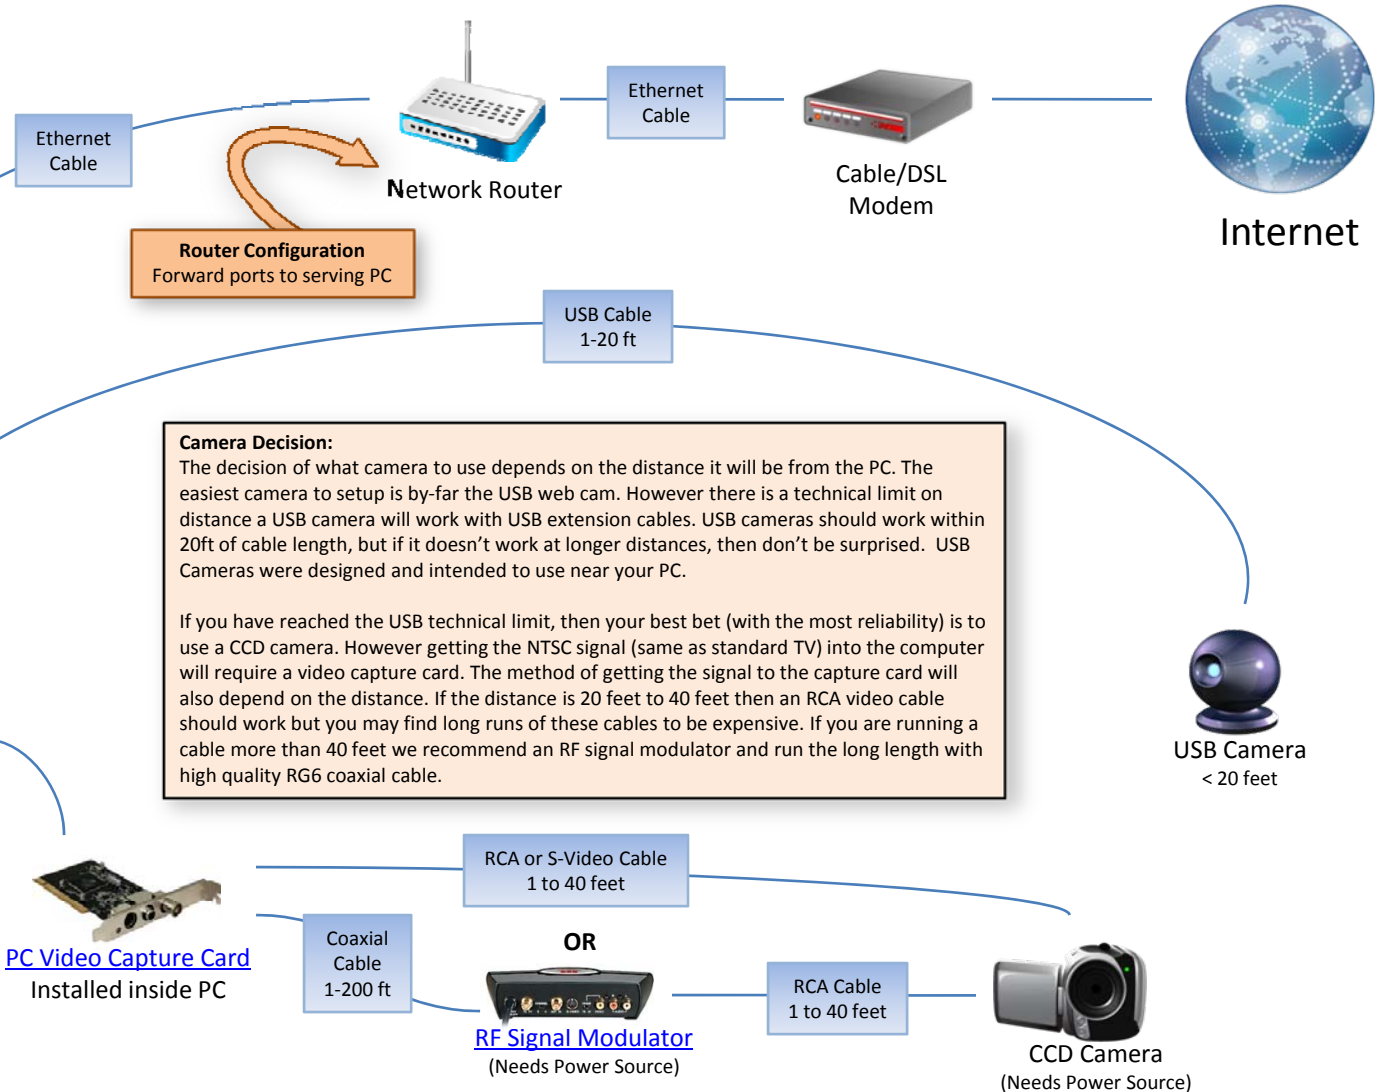 Ethernet
Cable
Ethernet
Cable
Network Router
Cable/DSL
Modem
Internet
Router Configuration
Forward ports to serving PC
USB Cable
1-20 ft
Camera Decision:
The decision of what camera to use depends on the distance it will be from the PC. The
easiest camera to setup is by-far the USB web cam. However there is a technical limit on
distance a USB camera will work with USB extension cables. USB cameras should work within
20ft of cable length, but if it doesn't work at longer distances, then don't be surprised.  USB
Cameras were designed and intended to use near your PC.
If you have reached the USB technical limit, then your best bet (with the most reliability) is to
use a CCD camera. However getting the NTSC signal (same as standard TV) into the computer
will require a video capture card. The method of getting the signal to the capture card will
also depend on the distance. If the distance is 20 feet to 40 feet then an RCA video cable
should work but you may find long runs of these cables to be expensive. If you are running a
cable more than 40 feet we recommend an RF signal modulator and run the long length with
high quality RG6 coaxial cable.
USB Camera
< 20 feet
RCA or S-Video Cable
1 to 40 feet
PC Video Capture Card
Installed inside PC
Coaxial
Cable
1-200 ft
OR
RF Signal Modulator
(Needs Power Source)
RCA Cable
1 to 40 feet
CCD Camera
(Needs Power Source)